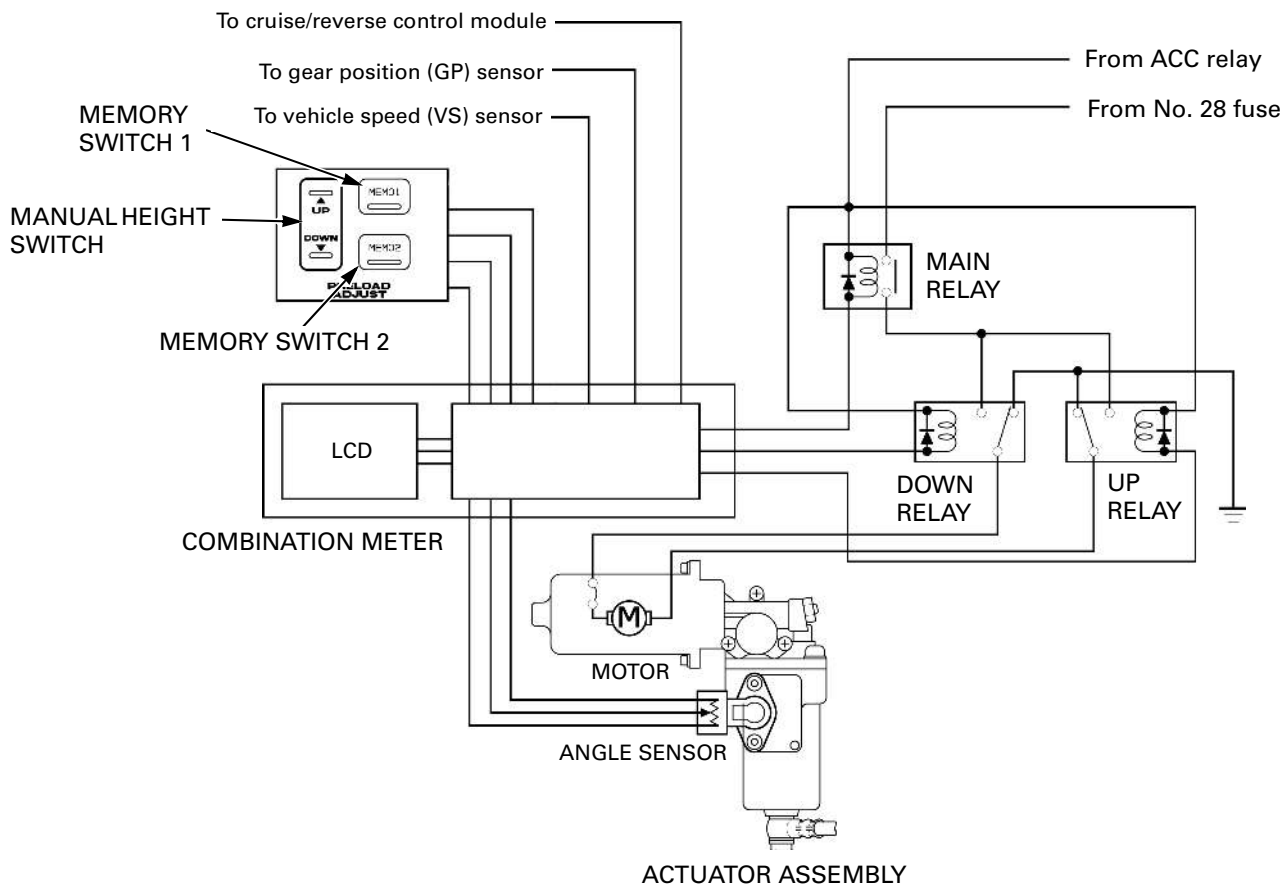 To cruise/reverse control module
To gear position (GP) sensor
To vehicle speed (VS) sensor
From ACC relay
From No. 28 fuse
MEMORY
SWITCH 1
MANUAL HEIGHT
SWITCH
UP
DOWN
MEMO1
MEMO2
PRELOAD
ADJUST
MEMORY SWITCH 2
MAIN
RELAY
LCD
COMBINATION METER
DOWN
RELAY
UP
RELAY
M
MOTOR
ANGLE SENSOR
ACTUATOR ASSEMBLY